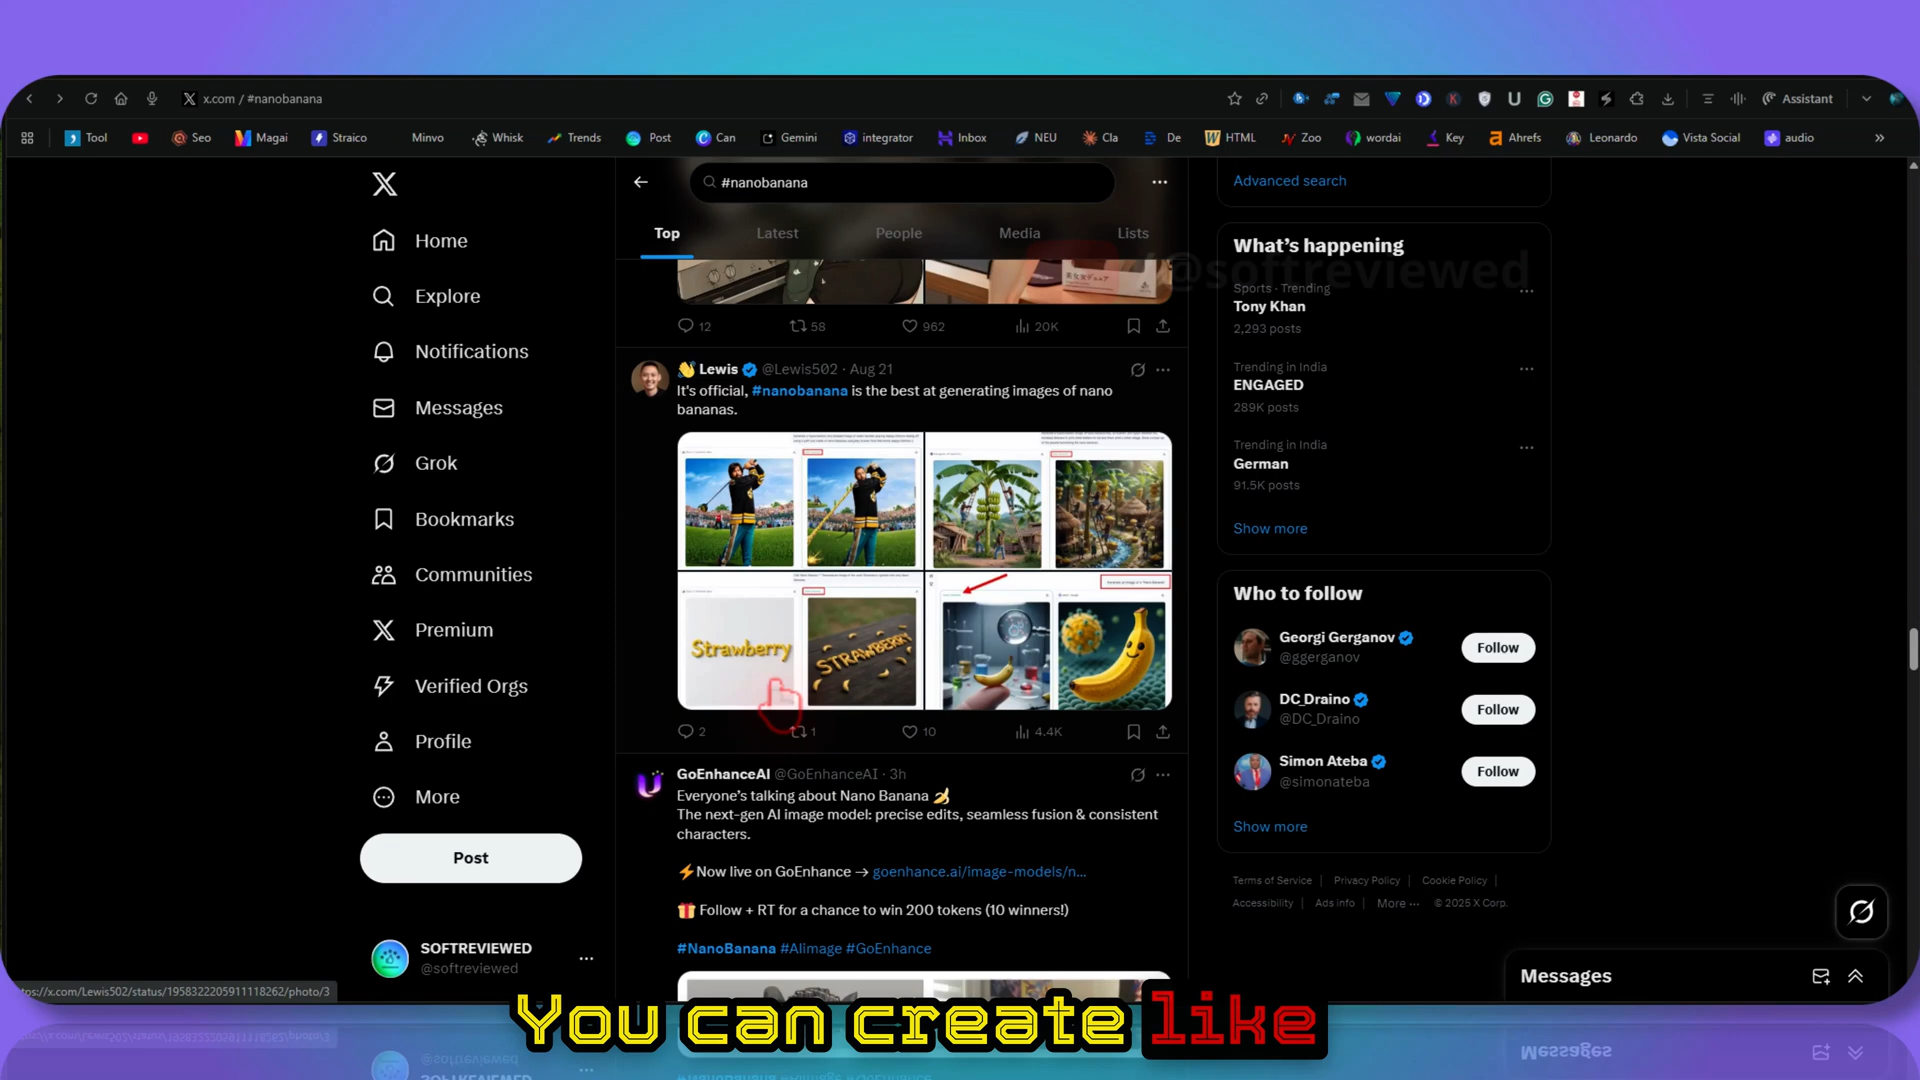 x.com / #nanobanana
Assistant
Tool
Seo
Magai
Straico
Minvo
Whisk
Trends
Post
Can
Gemini
integrator
Inbox
NEU
Cla
De
HTML
Zoo
wordai
Key
Ahrefs
Leonardo
Vista Social
audio
Home
Explore
Notifications
Messages
Grok
Bookmarks
Communities
Premium
Verified Orgs
Profile
More
Post
SOFTREVIEWED
@softreviewed
#nanobanana
Top
Latest
People
Media
Lists
12
58
962
20K
Lewis @Lewis502 · Aug 21
It's official, #nanobanana is the best at generating images of nano
bananas.
Strawberry
STRAWBERRY
2
1
10
4.4K
GoEnhanceAI @GoEnhanceAI · 3h
Everyone's talking about Nano Banana
The next-gen AI image model: precise edits, seamless fusion & consistent
characters.
Now live on GoEnhance → goenhance.ai/image-models/n...
Follow + RT for a chance to win 200 tokens (10 winners!)
#NanoBanana #AIimage #GoEnhance
Advanced search
What's happening
@softreviewed
Sports · Trending
Tony Khan
2,293 posts
Trending in India
ENGAGED
289K posts
Trending in India
German
91.5K posts
Show more
Who to follow
Georgi Gerganov
@ggerganov
Follow
DC_Draino
@DC_Draino
Follow
Simon Ateba
@simonateba
Follow
Show more
Terms of Service
Privacy Policy
Cookie Policy
Accessibility
Ads info
More ···
© 2025 X Corp.
Messages
tps://x.com/Lewis502/status/1958322205911118262/photo/3
You can create like